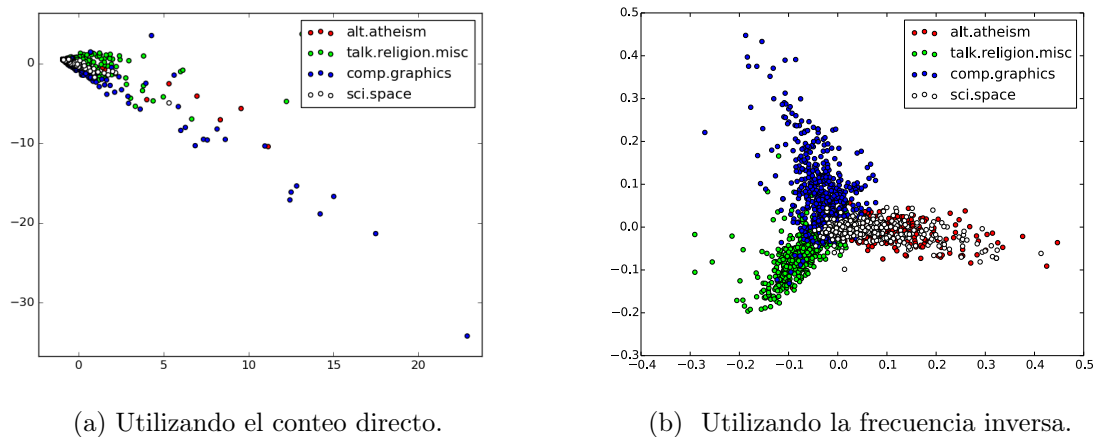 alt.atheism
talk.religion.misc
comp.graphics
sci.space
0
−10
−20
−30
0 5 10 15 20
0.5
0.4
0.3
0.2
0.1
0.0
−0.1
−0.2
−0.3
−0.4 −0.3 −0.2 −0.1 0.0 0.1 0.2 0.3 0.4 0.5
alt.atheism
talk.religion.misc
comp.graphics
sci.space
(a) Utilizando el conteo directo.
(b) Utilizando la frecuencia inversa.